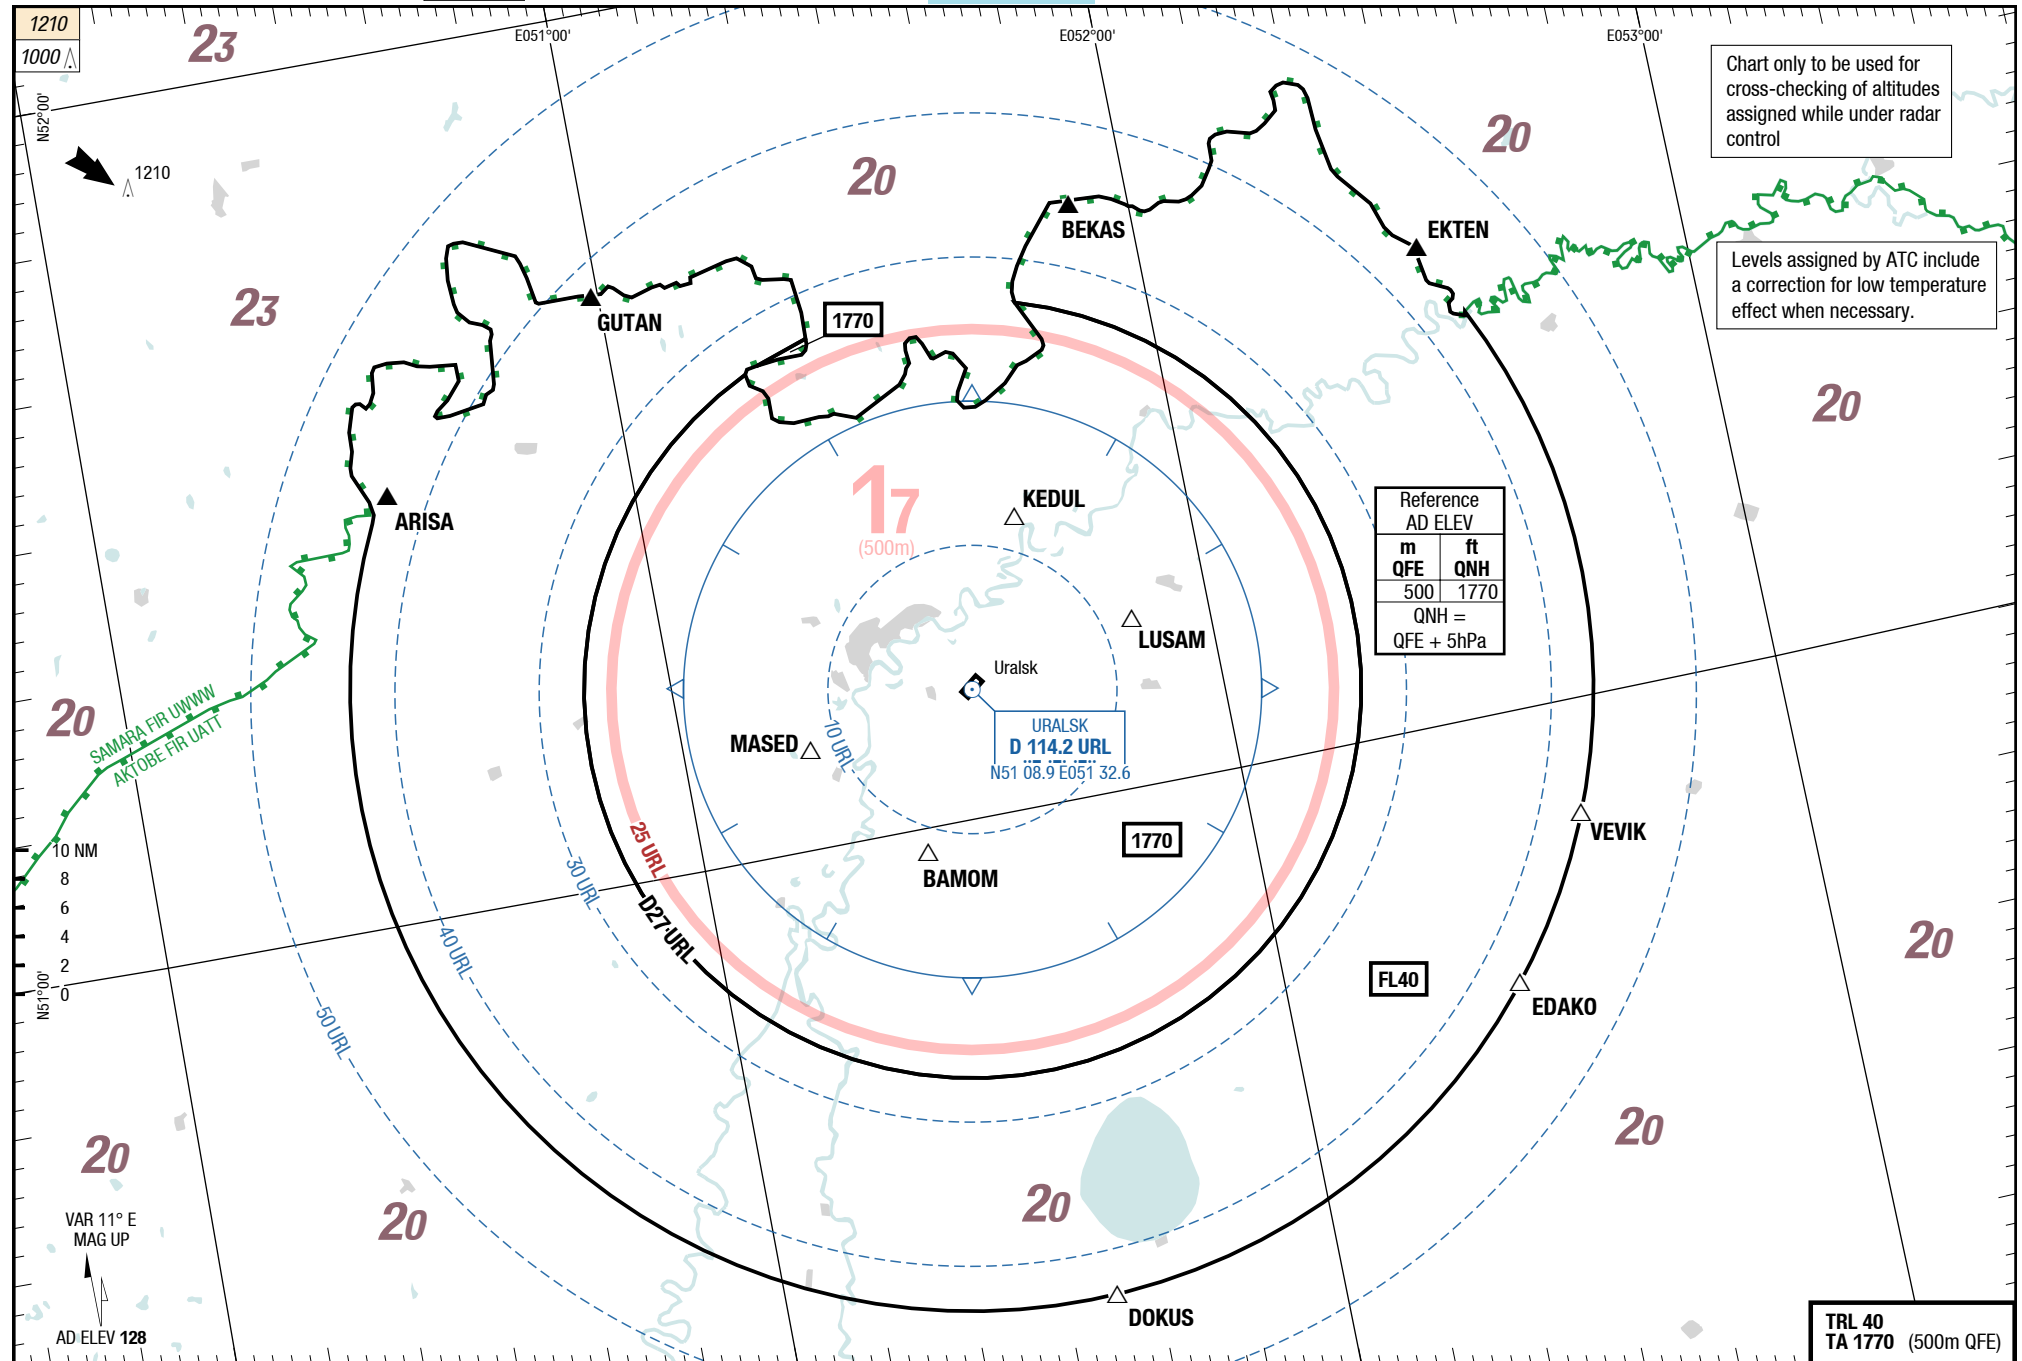 1210
1000
23
E051°00'
E052°00'
E053°00'
Chart only to be used for
cross-checking of altitudes
assigned while under radar
control
N52°00'
1210
20
20
BEKAS
EKTEN
Levels assigned by ATC include
a correction for low temperature
effect when necessary.
23
GUTAN
1770
20
ARISA
17
(500m)
KEDUL
Reference
AD ELEV
m ft
QFE QNH
500 1770
QNH =
QFE + 5hPa
LUSAM
Uralsk
20
SAMARA FIR UWWW
AKTOBE FIR UATT
MASED
10 URL
URALSK
D 114.2 URL
N51 08.9 E051 32.6
VEVIK
1770
25 URL
BAMOM
30 URL
D27 URL
40 URL
50 URL
10 NM
8
6
4
2
0
N51°00'
FL40
EDAKO
20
20
20
20
20
VAR 11° E
MAG UP
AD ELEV 128
DOKUS
TRL 40
TA 1770 (500m QFE)